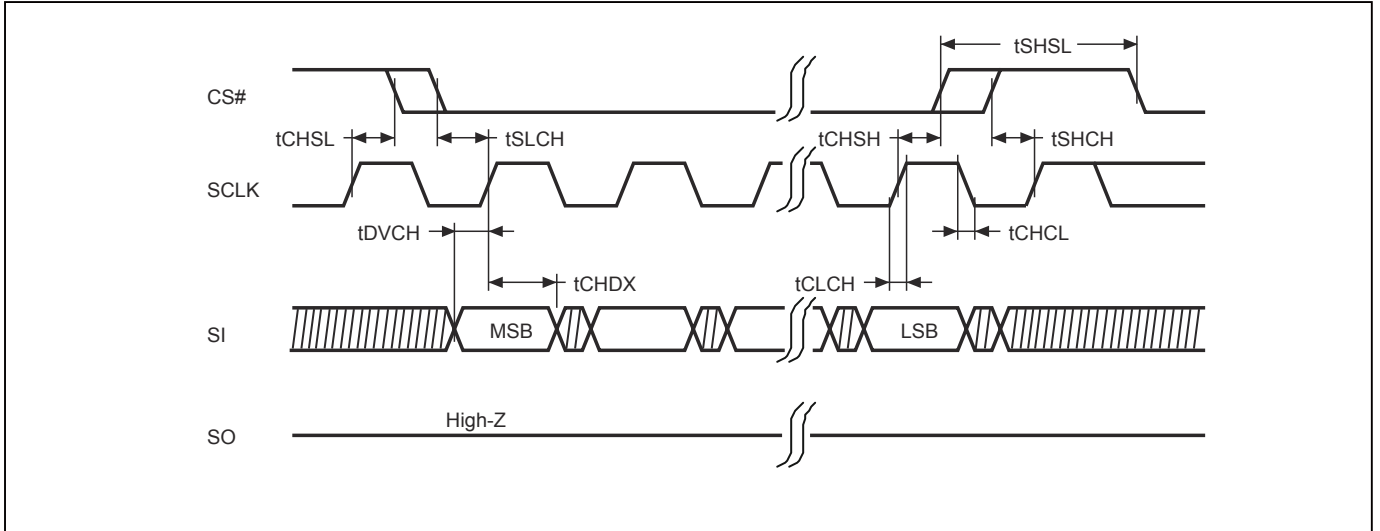 tSHSL
CS#
tCHSL
tSLCH
tCHSH
tSHCH
SCLK
tDVCH
tCHCL
tCHDX
tCLCH
SI
MSB
LSB
High-Z
SO